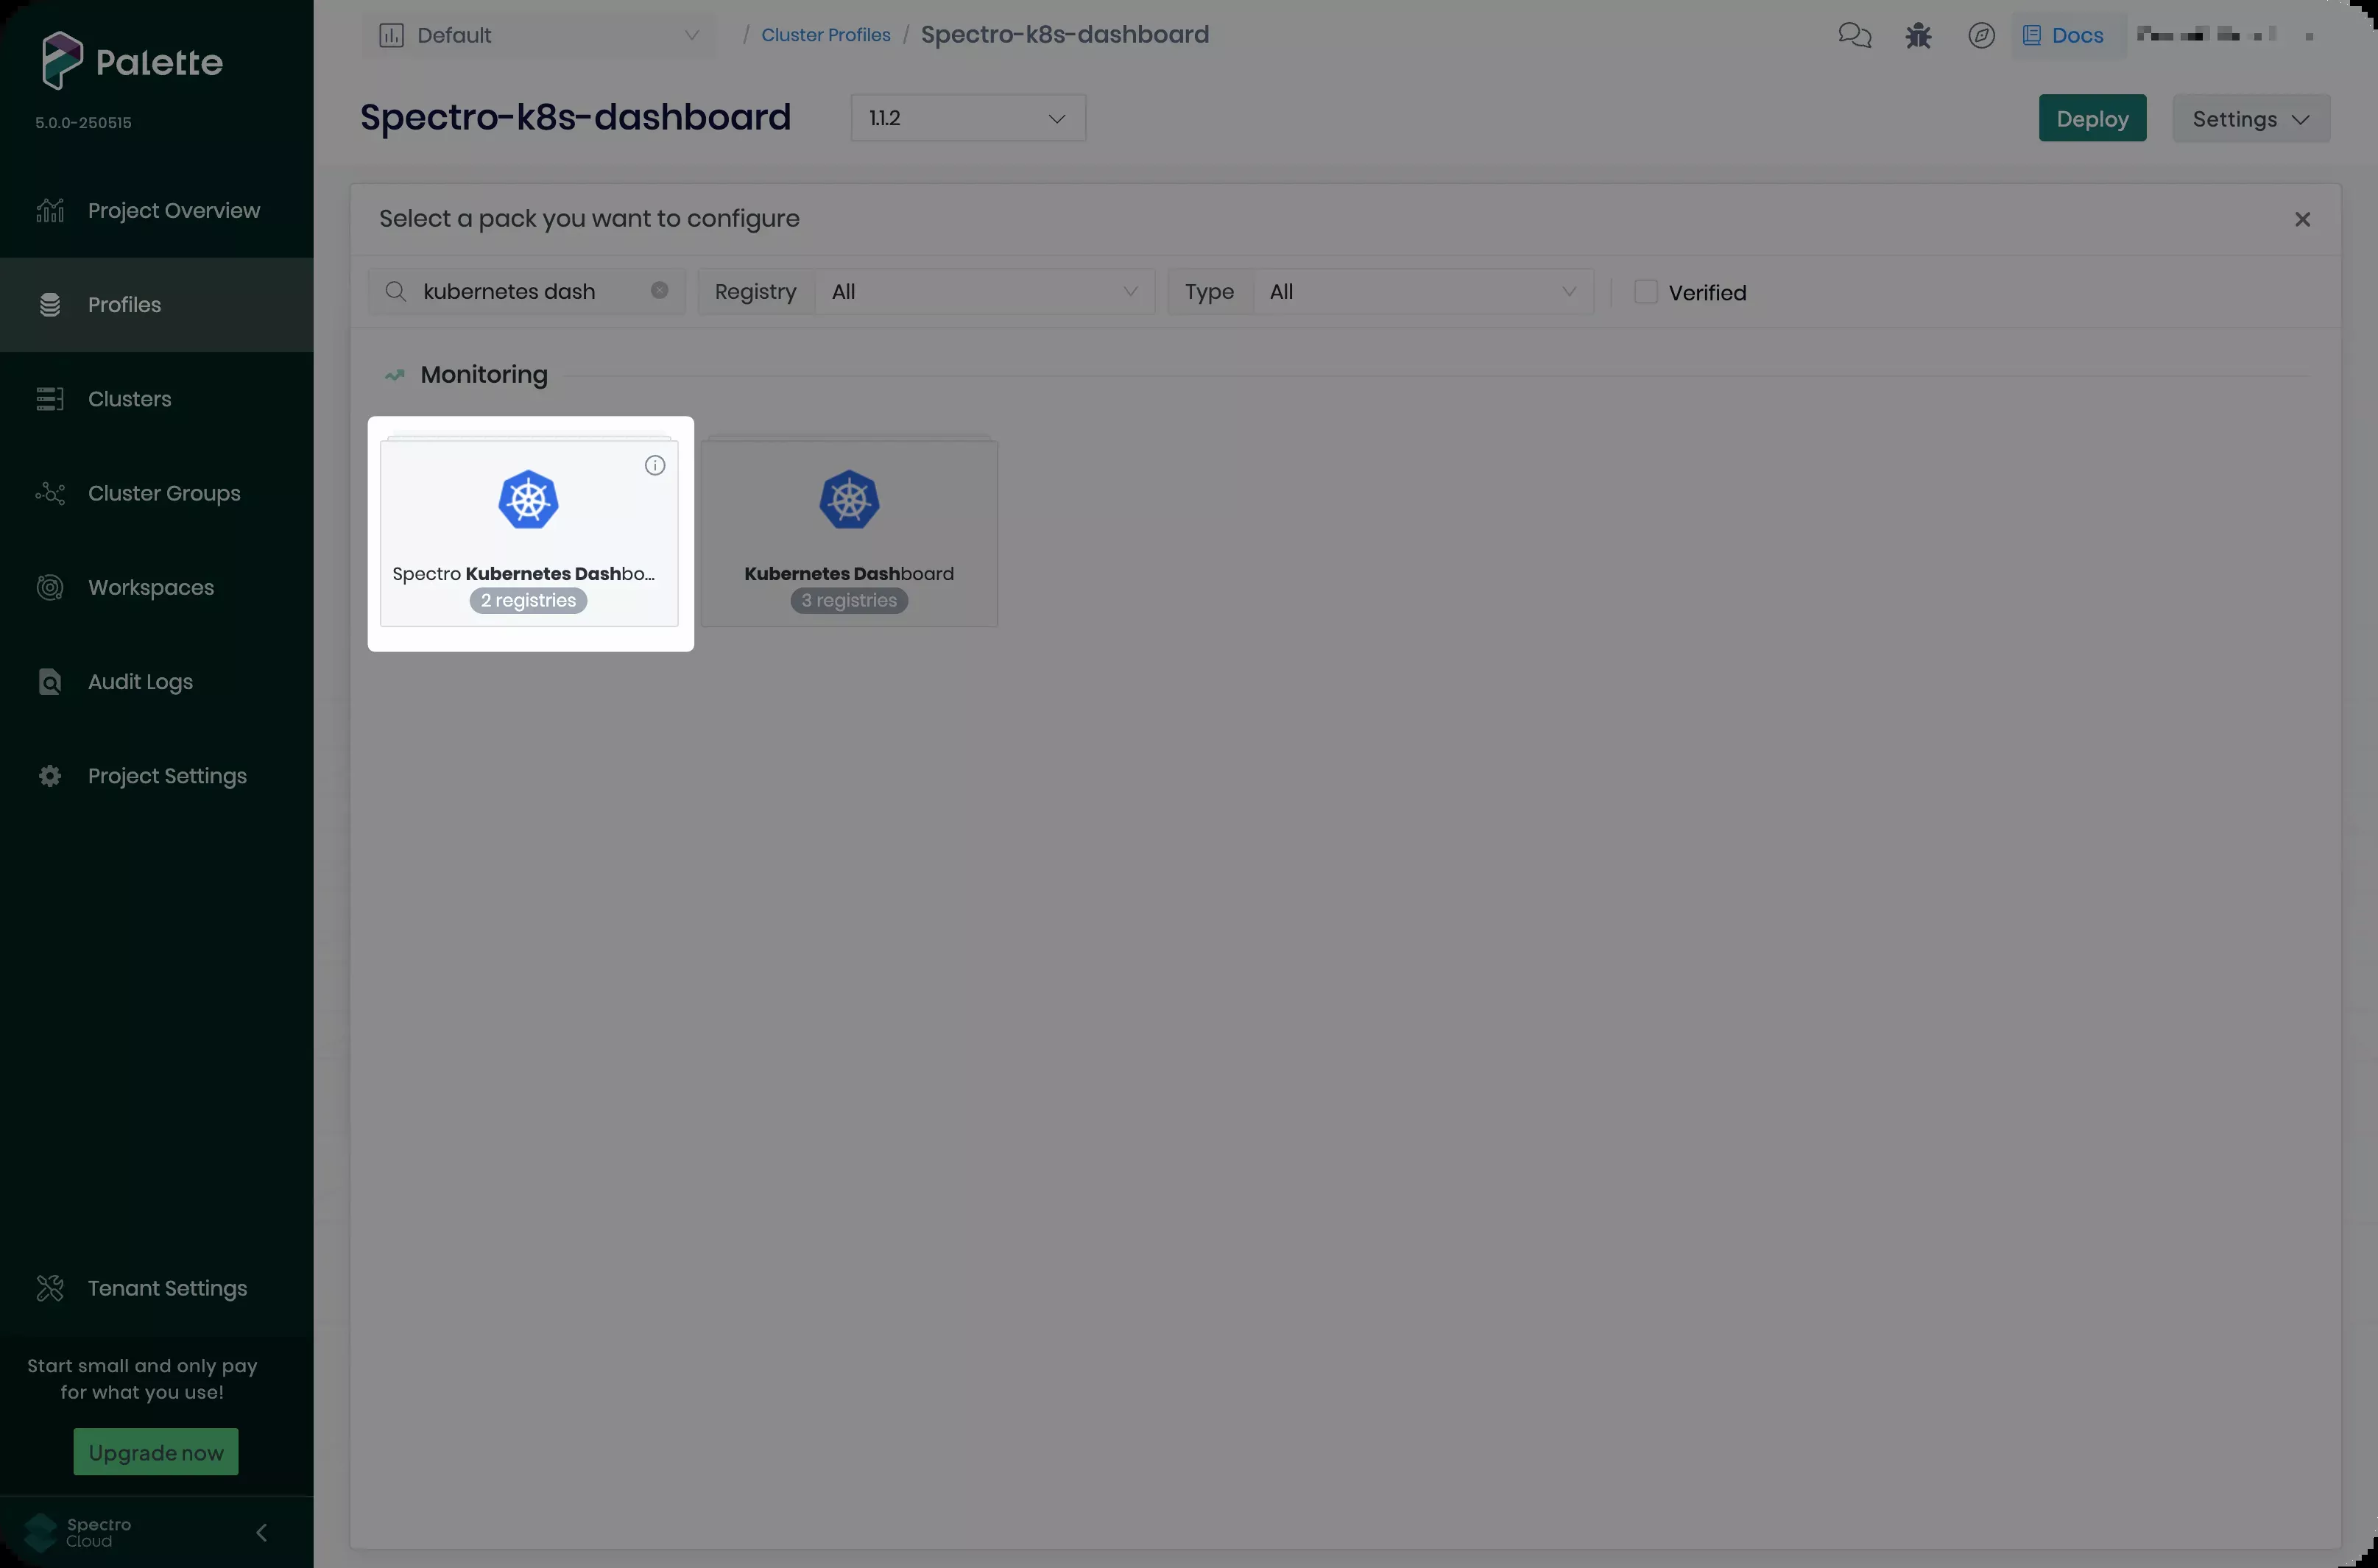 Palette
5.0.0-250515
Project Overview
Profiles
Clusters
Cluster Groups
Workspaces
Audit Logs
Project Settings
Tenant Settings
Start small and only pay
for what you use!
Upgrade now
Spectro
Cloud
Default
/ Cluster Profiles / Spectro-k8s-dashboard
Docs
Spectro-k8s-dashboard
1.1.2
Deploy
Settings
Select a pack you want to configure
kubernetes dash
Registry
All
Type
All
Verified
Monitoring
Spectro Kubernetes Dashbo...
2 registries
Kubernetes Dashboard
3 registries